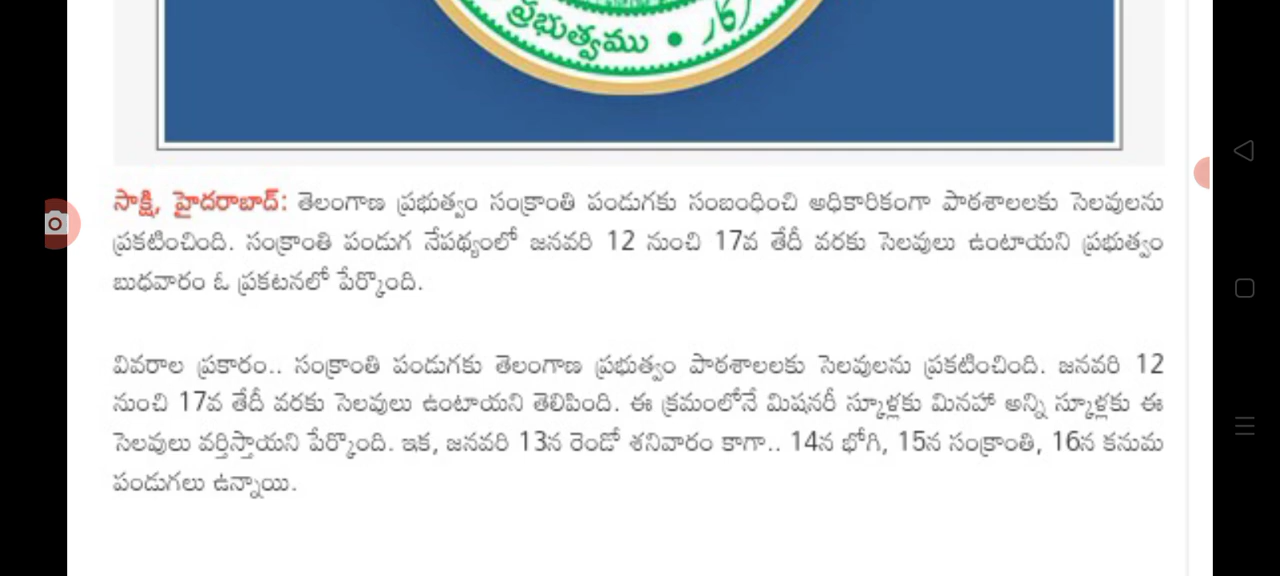 ప్రభుత్వము • سرکار
సాక్షి, హైదరాబాద్: తెలంగాణ ప్రభుత్వం సంక్రాంతి పండుగకు సంబంధించి అధికారికంగా పాఠశాలలకు సెలవులను
ప్రకటించింది. సంక్రాంతి పండుగ నేపథ్యంలో జనవరి 12 నుంచి 17వ తేదీ వరకు సెలవులు ఉంటాయని ప్రభుత్వం
బుధవారం ఓ ప్రకటనలో పేర్కొంది.
వివరాల ప్రకారం.. సంక్రాంతి పండుగకు తెలంగాణ ప్రభుత్వం పాఠశాలలకు సెలవులను ప్రకటించింది. జనవరి 12
నుంచి 17వ తేదీ వరకు సెలవులు ఉంటాయని తెలిపింది. ఈ క్రమంలోనే మిషనరీ స్కూళ్లకు మినహా అన్ని స్కూళ్లకు ఈ
సెలవులు వర్తిస్తాయని పేర్కొంది. ఇక, జనవరి 13న రెండో శనివారం కాగా.. 14న భోగి, 15న సంక్రాంతి, 16న కనుమ
పండుగలు ఉన్నాయి.